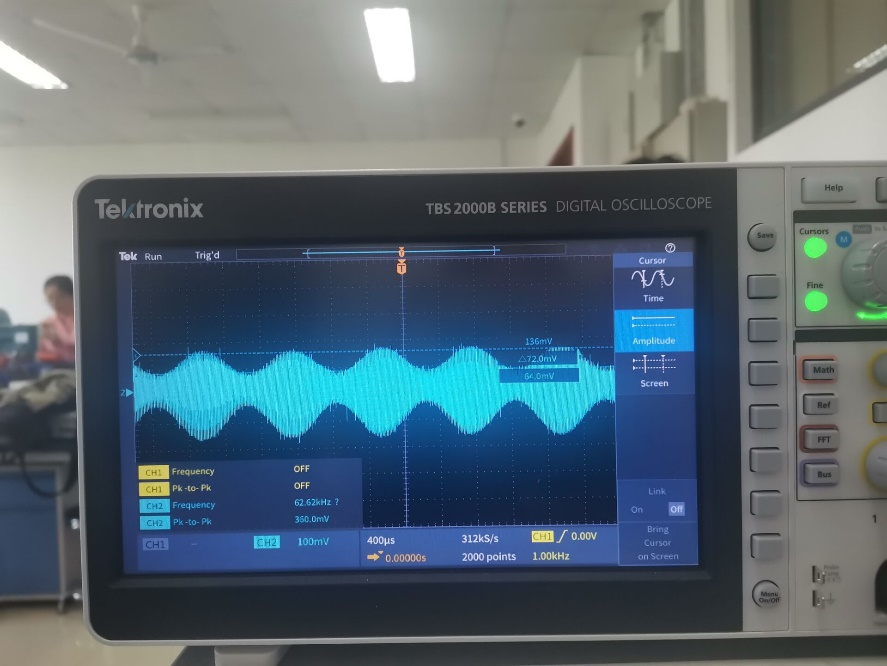 Tektronix
TBS 2000B SERIES DIGITAL OSCILLOSCOPE
Help
Save
Cursors
M
Fine
Tek Run Trig'd
T
Cursor
Time
Amplitude
Screen
136mV
△72.0mV
64.0mV
2
Math
Ref
FFT
Bus
CH1 Frequency OFF
CH1 Pk-to-Pk OFF
CH2 Frequency 62.62kHz ?
CH2 Pk-to-Pk 360.0mV
Link
On Off
Bring
Cursor
on Screen
CH1 CH2 100mV
400µs 312kS/s CH1 0.00V
0.00000s 2000 points 1.00kHz
1
Menu
On/Off